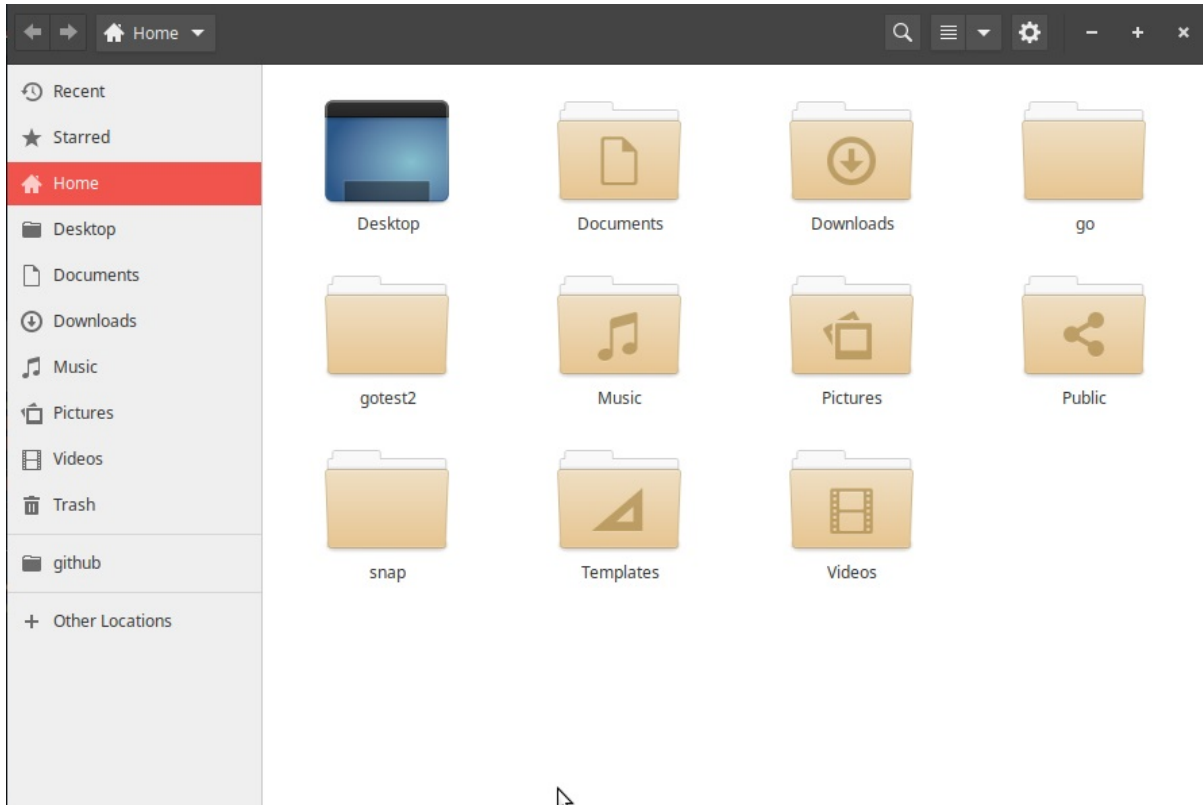 Home
Recent
Starred
Home
Desktop
Documents
Downloads
Music
Pictures
Videos
Trash
github
Other Locations
Desktop Documents Downloads go
gotest2 Music Pictures Public
snap Templates Videos